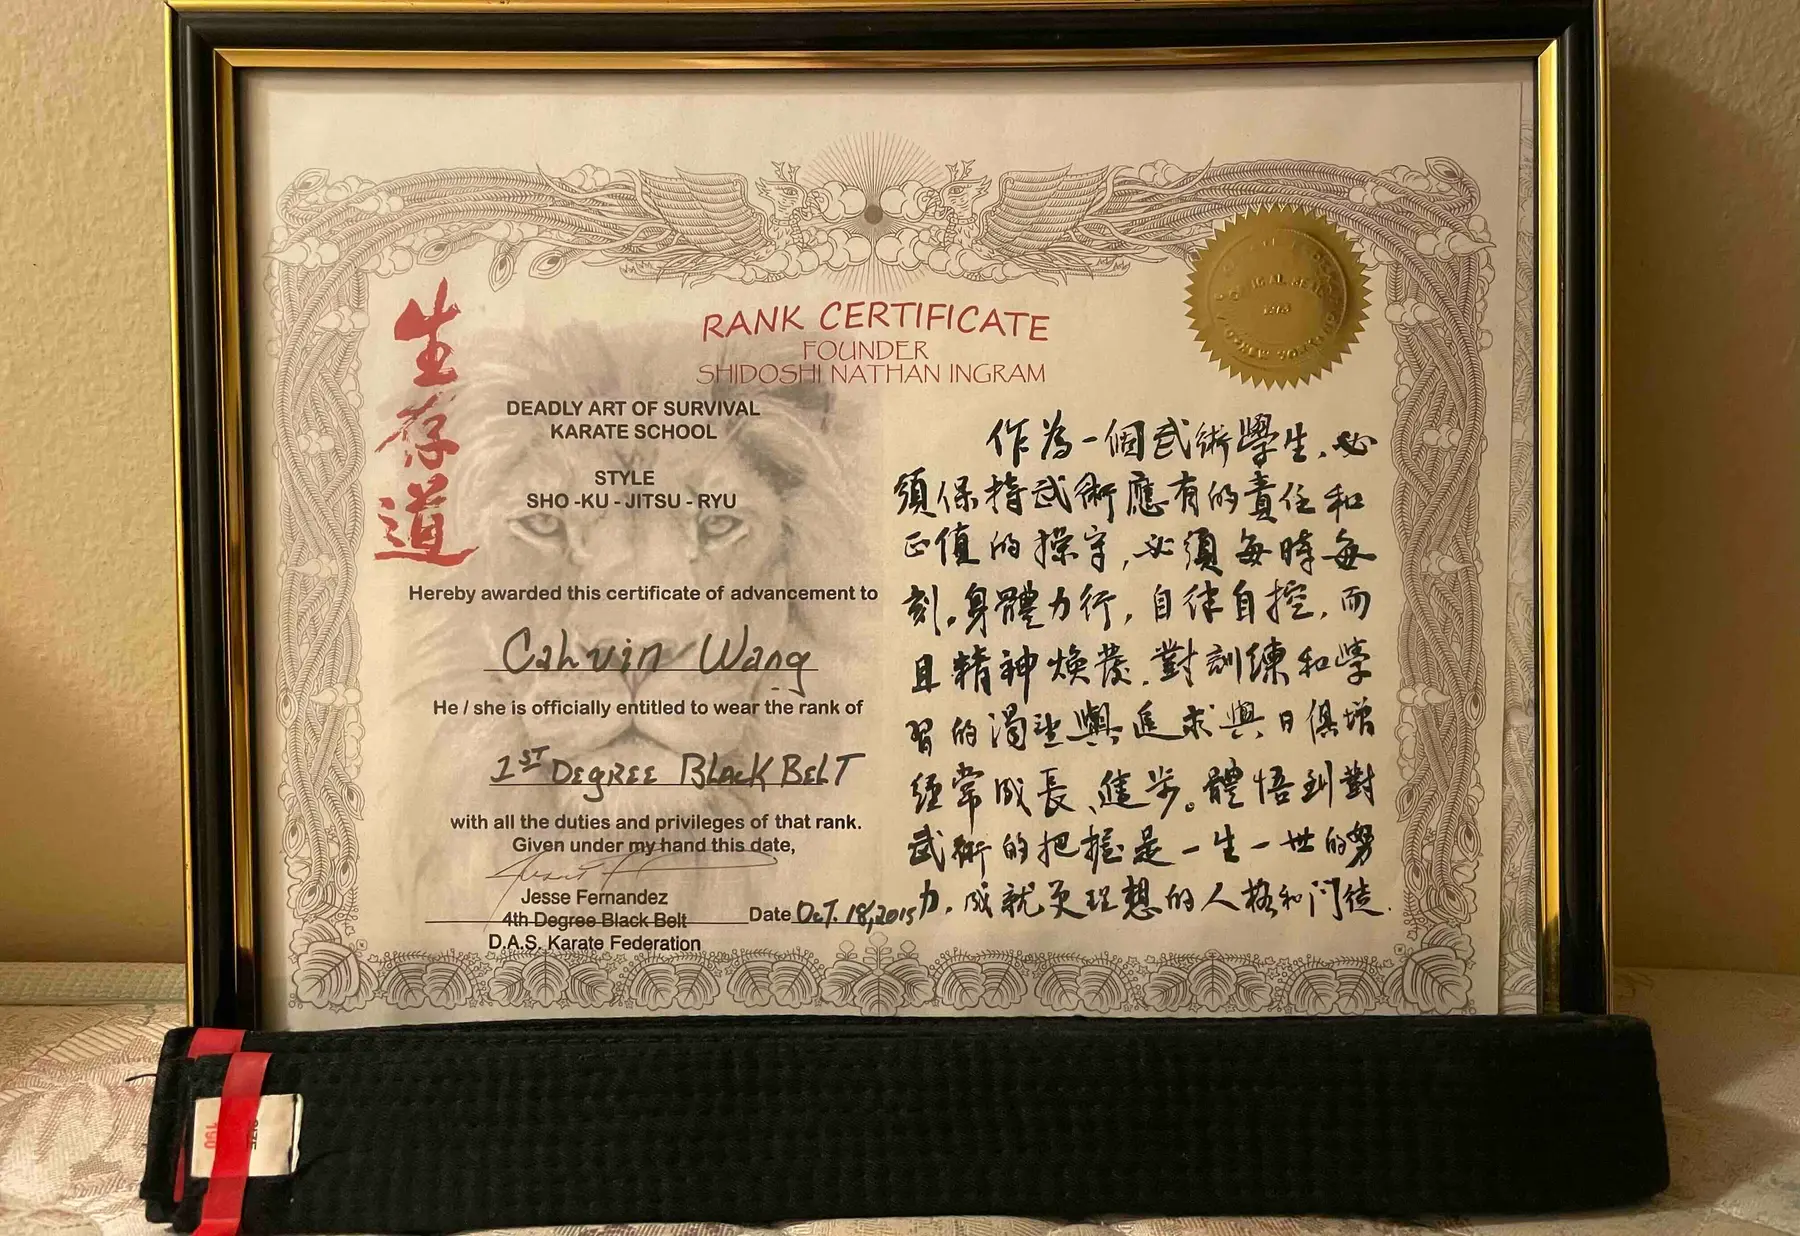 生存道
RANK CERTIFICATE
FOUNDER
SHIDOSHI NATHAN INGRAM
DEADLY ART OF SURVIVAL
KARATE SCHOOL
STYLE
SHO -KU - JITSU - RYU
Hereby awarded this certificate of advancement to
Cahvin Wang
He / she is officially entitled to wear the rank of
1ST DEGREE BLACK BELT
with all the duties and privileges of that rank.
Given under my hand this date,
Jesse Fernandez
4th Degree Black Belt
Date OCT. 18, 2015
D.A.S. Karate Federation
作為一個武術學生,必
須保持武術應有的責任和
正值的操守,必須每時每
刻。身體力行,自律自控,而
且精神煥發,對訓練和學
習的渴望與追求與日俱增
經常成長、進步。體悟到對
武術的把握是一生一世的努
力,成就更理想的人格和門徒.
OFFICIAL SEAL
SIZE
190